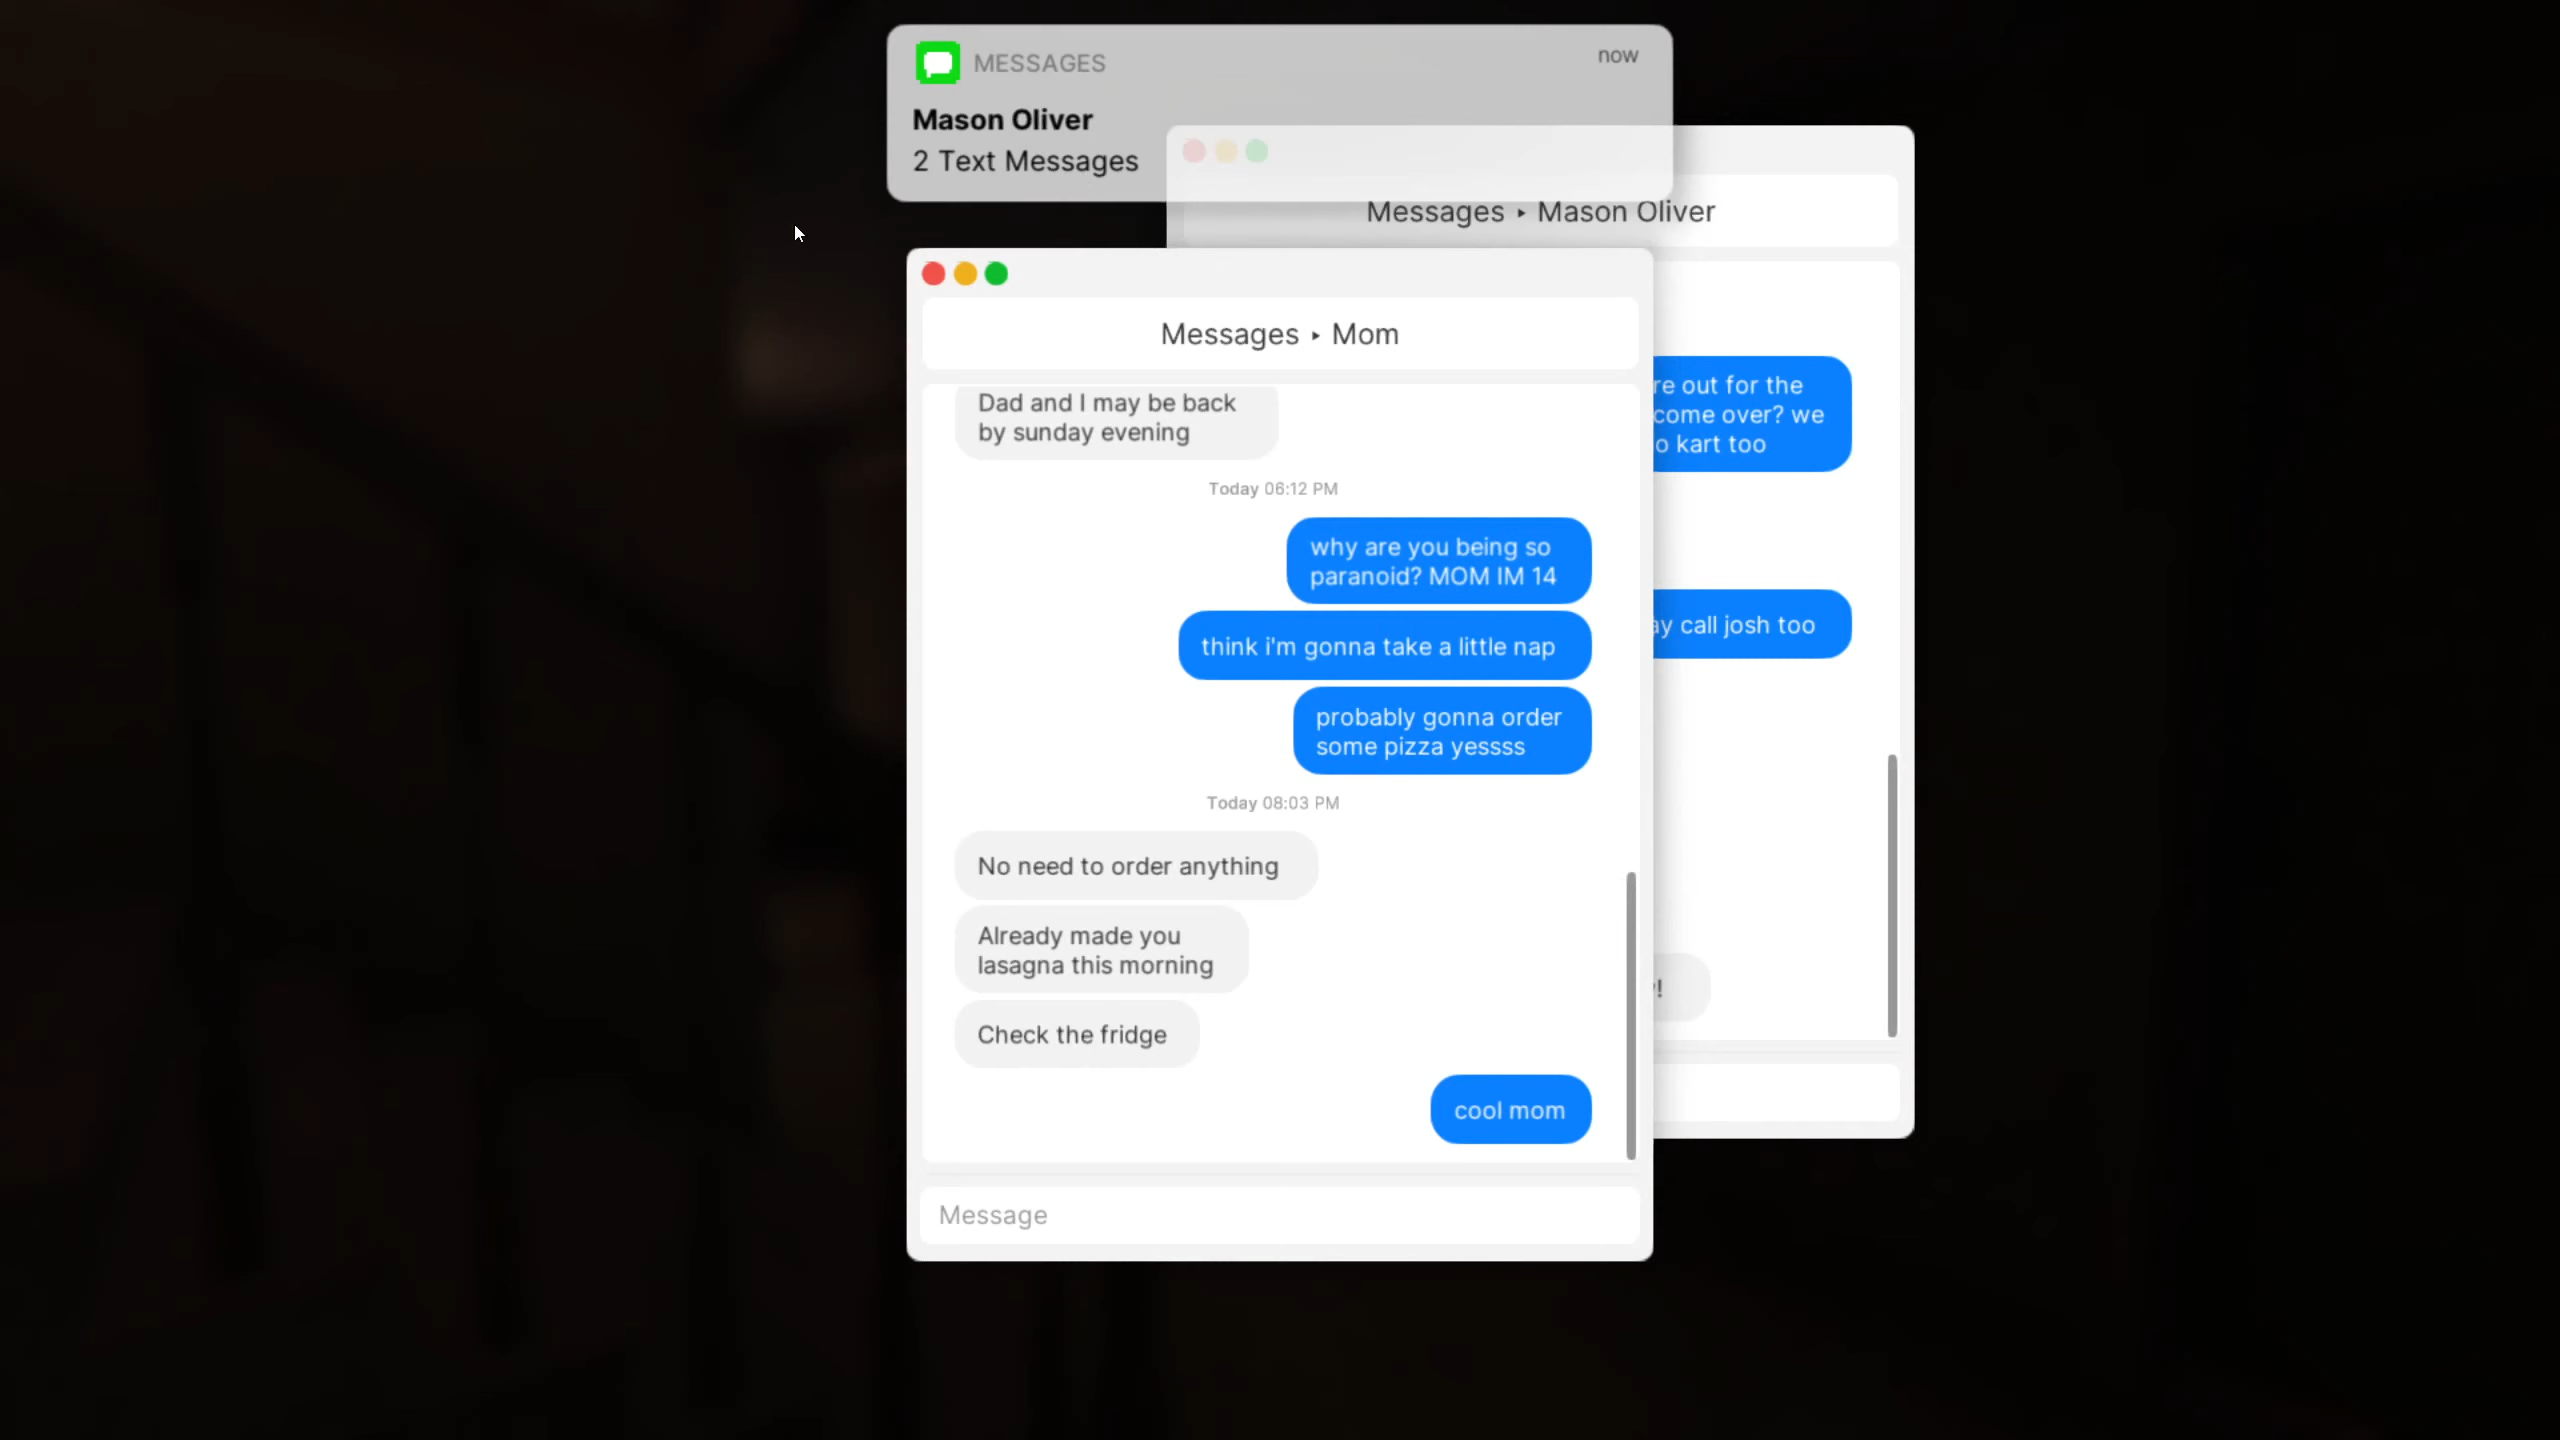 MESSAGES
now
Mason Oliver
2 Text Messages
Messages ‣ Mason Oliver
out for the
come over? we
kart too
call josh too
Messages ‣ Mom
Dad and I may be back
by sunday evening
Today 06:12 PM
why are you being so
paranoid? MOM IM 14
think i'm gonna take a little nap
probably gonna order
some pizza yessss
Today 08:03 PM
No need to order anything
Already made you
lasagna this morning
Check the fridge
cool mom
Message